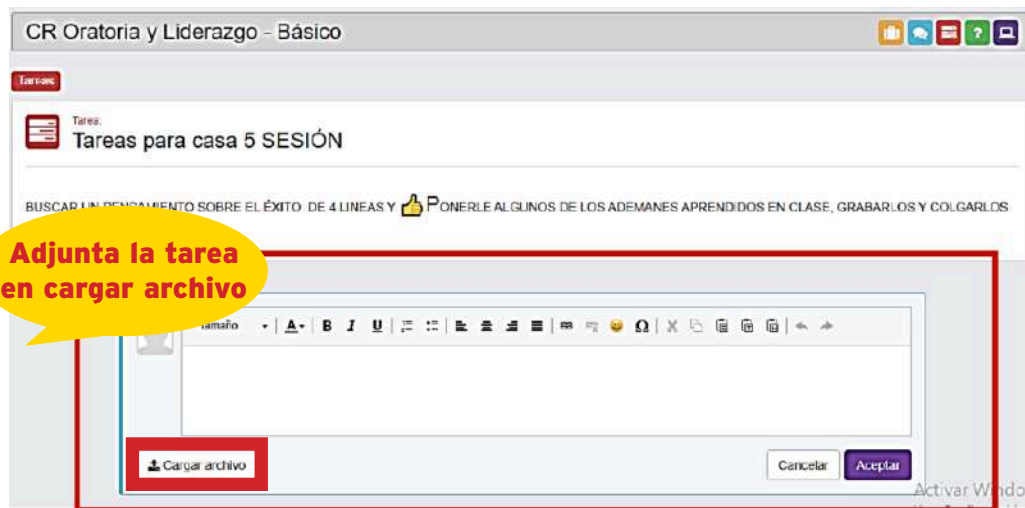 CR Oratoria y Liderazgo - Básico
Tareas
Tarea:
Tareas para casa 5 SESIÓN
BUSCAR UN PENSAMIENTO SOBRE EL ÉXITO DE 4 LINEAS Y PONERLE ALGUNOS DE LOS ADEMANES APRENDIDOS EN CLASE, GRABARLOS Y COLGARLOS
Adjunta la tarea
en cargar archivo
Tamaño A B I U
Cargar archivo
Cancelar Aceptar
Activar Windo